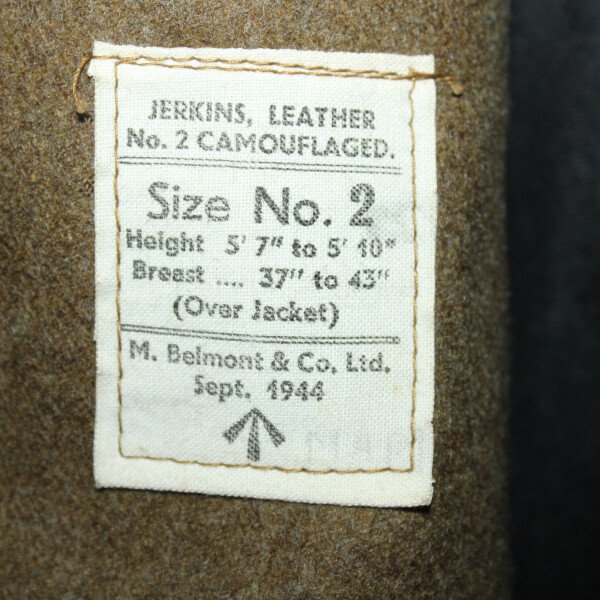 JERKINS, LEATHER
No. 2 CAMOUFLAGED.
Size No. 2
Height 5' 7" to 5' 10"
Breast .... 37" to 43"
(Over Jacket)
M. Belmont & Co. Ltd.
Sept. 1944